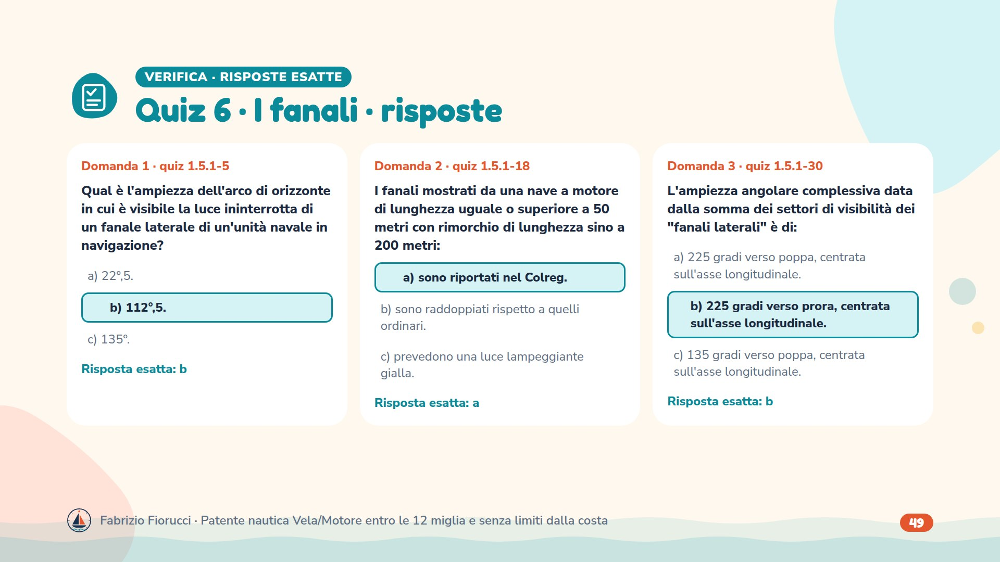 VERIFICA · RISPOSTE ESATTE
Quiz 6 · I fanali · risposte
Domanda 1 · quiz 1.5.1-5
Qual è l'ampiezza dell'arco di orizzonte
in cui è visibile la luce ininterrotta di
un fanale laterale di un'unità navale in
navigazione?
a) 22°,5.
b) 112°,5.
c) 135°.
Risposta esatta: b
Domanda 2 · quiz 1.5.1-18
I fanali mostrati da una nave a motore
di lunghezza uguale o superiore a 50
metri con rimorchio di lunghezza sino a
200 metri:
a) sono riportati nel Colreg.
b) sono raddoppiati rispetto a quelli
ordinari.
c) prevedono una luce lampeggiante
gialla.
Risposta esatta: a
Domanda 3 · quiz 1.5.1-30
L'ampiezza angolare complessiva data
dalla somma dei settori di visibilità dei
"fanali laterali" è di:
a) 225 gradi verso poppa, centrata
sull'asse longitudinale.
b) 225 gradi verso prora, centrata
sull'asse longitudinale.
c) 135 gradi verso poppa, centrata
sull'asse longitudinale.
Risposta esatta: b
Fabrizio Fiorucci · Patente nautica Vela/Motore entro le 12 miglia e senza limiti dalla costa
49